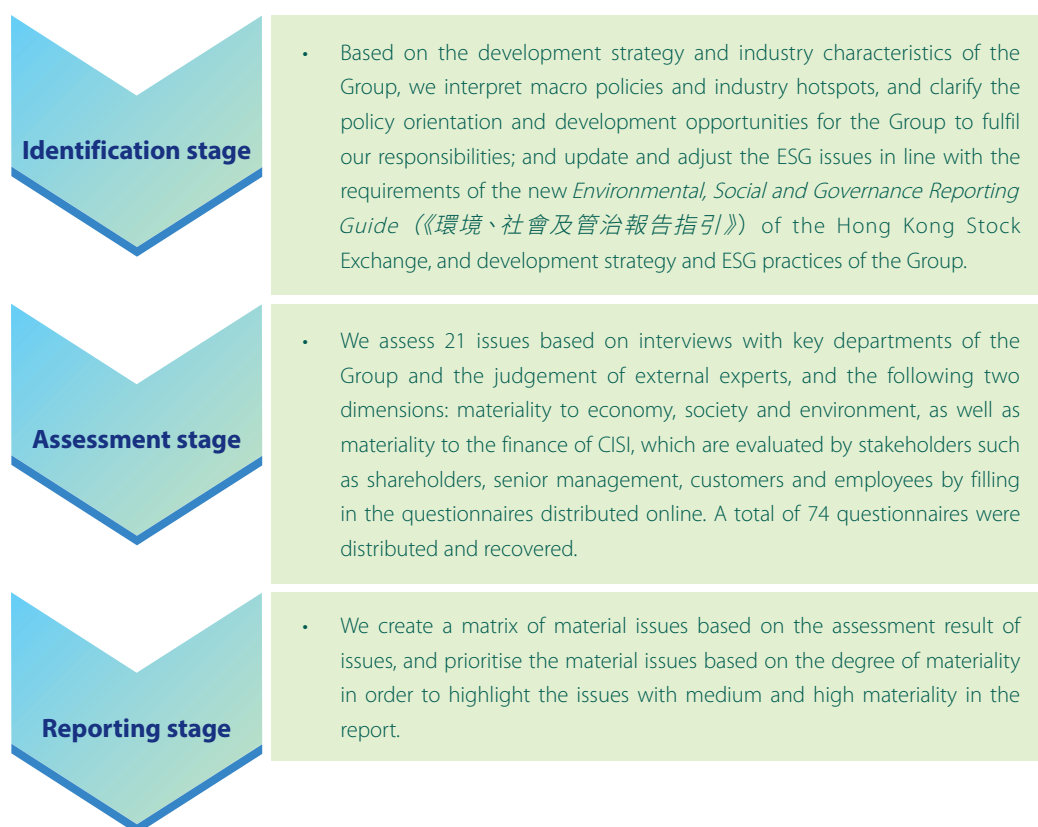 Identification stage
• Based on the development strategy and industry characteristics of the
Group, we interpret macro policies and industry hotspots, and clarify the
policy orientation and development opportunities for the Group to fulfil
our responsibilities; and update and adjust the ESG issues in line with the
requirements of the new Environmental, Social and Governance Reporting
Guide（《環境、社會及管治報告指引》）of the Hong Kong Stock
Exchange, and development strategy and ESG practices of the Group.
Assessment stage
• We assess 21 issues based on interviews with key departments of the
Group and the judgement of external experts, and the following two
dimensions: materiality to economy, society and environment, as well as
materiality to the finance of CISI, which are evaluated by stakeholders such
as shareholders, senior management, customers and employees by filling
in the questionnaires distributed online. A total of 74 questionnaires were
distributed and recovered.
Reporting stage
• We create a matrix of material issues based on the assessment result of
issues, and prioritise the material issues based on the degree of materiality
in order to highlight the issues with medium and high materiality in the
report.